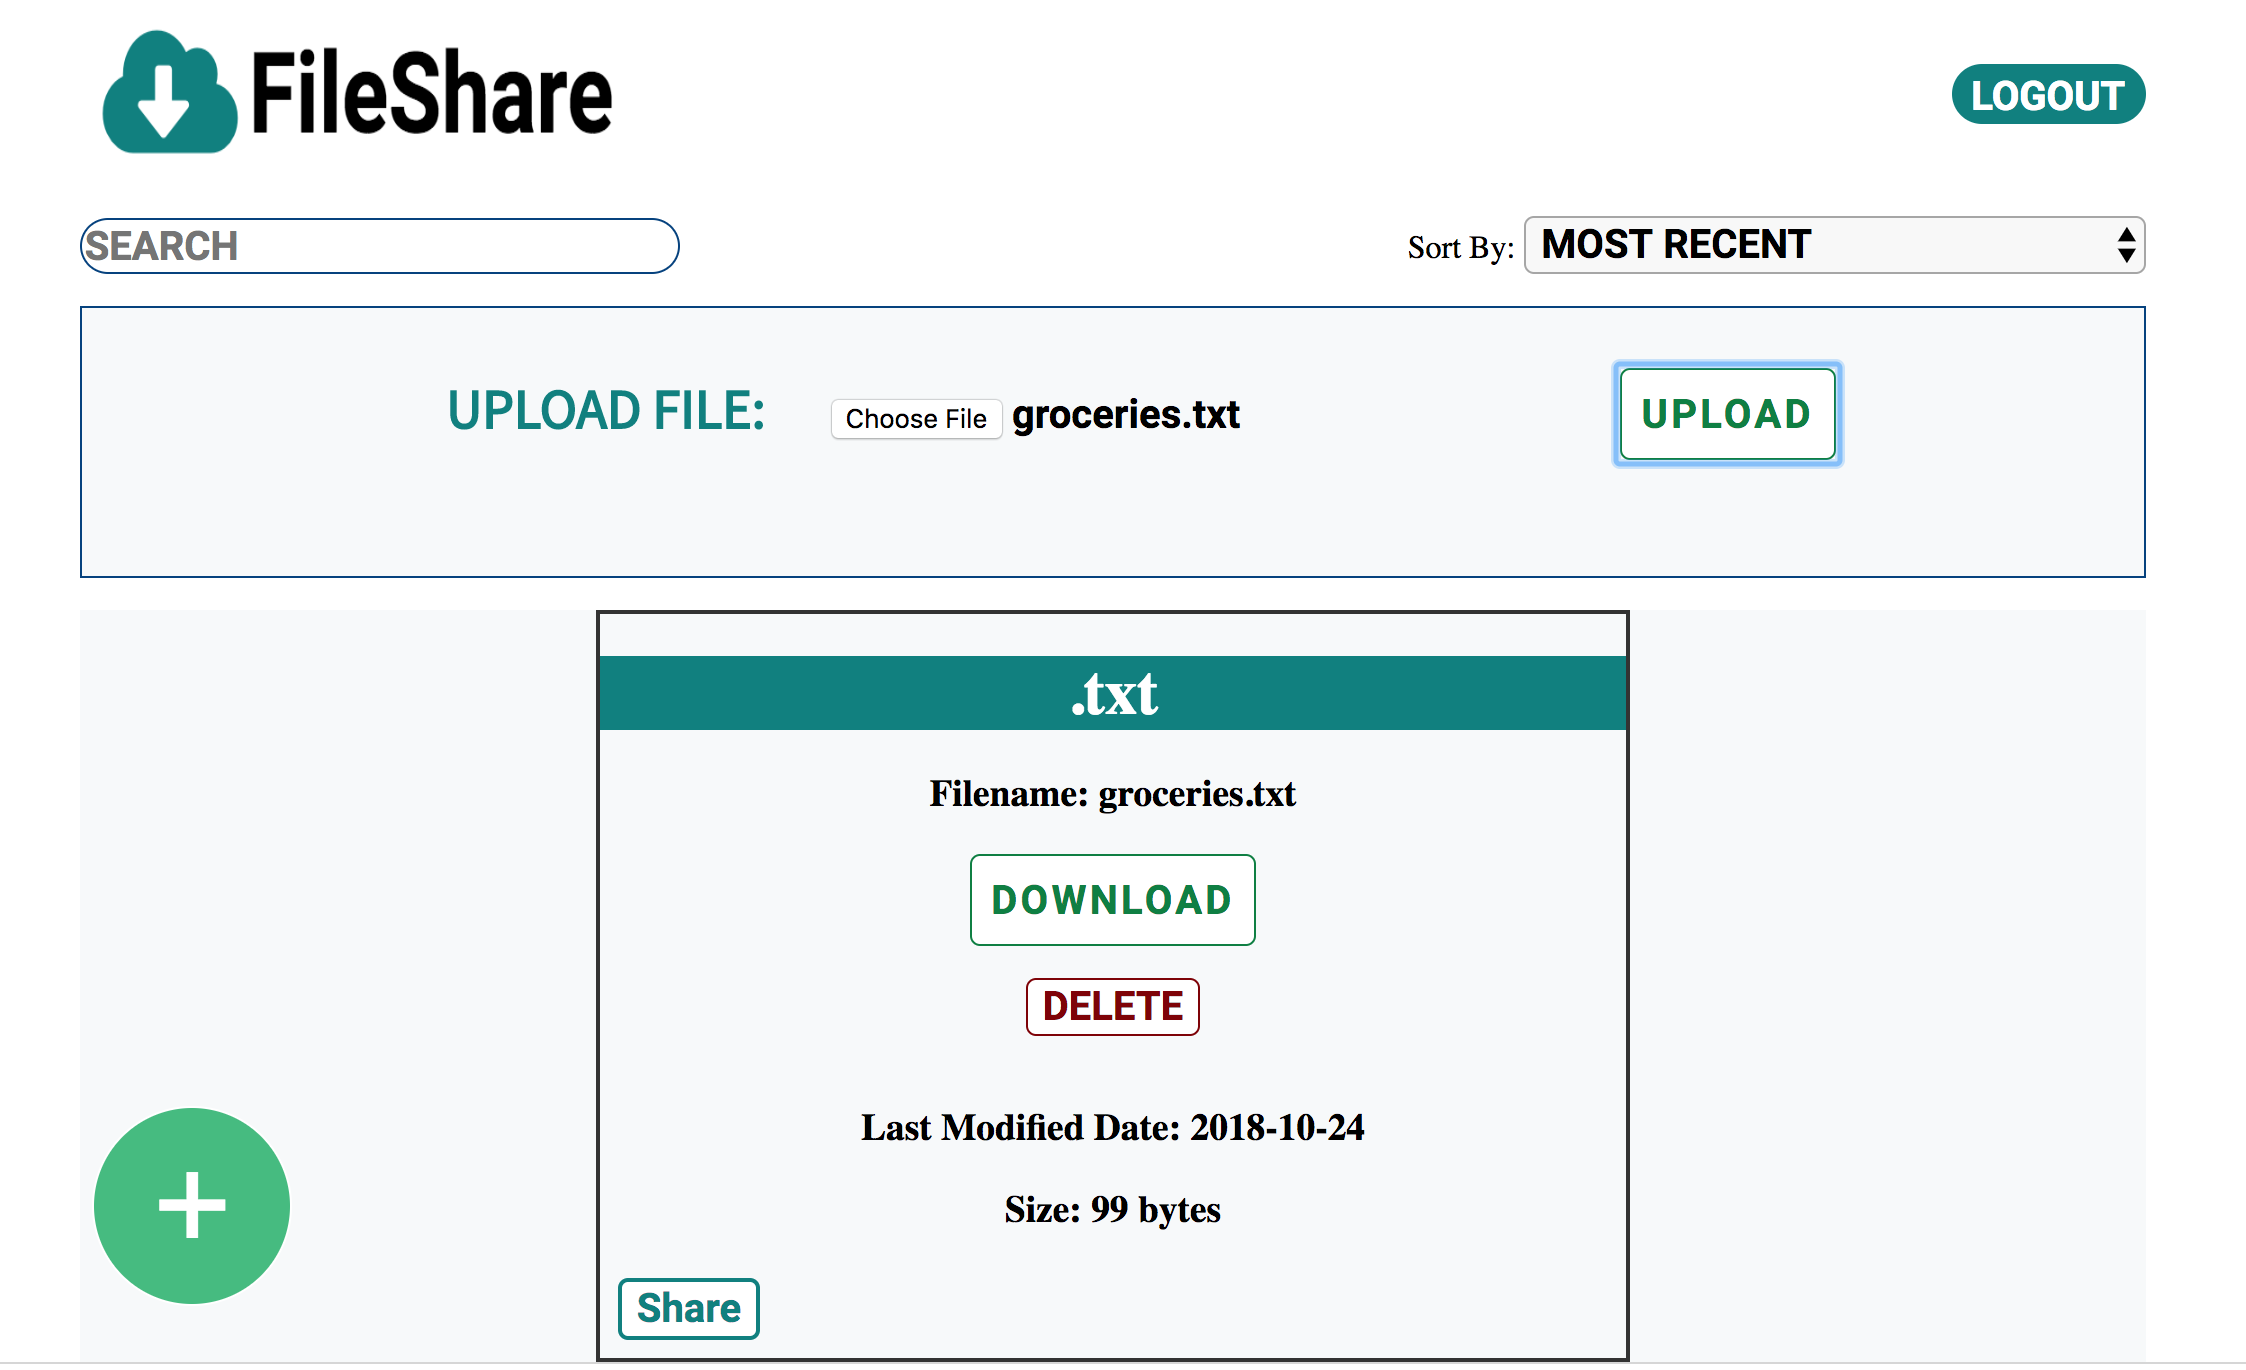 FileShare
LOGOUT
SEARCH
Sort By: MOST RECENT
UPLOAD FILE: Choose File groceries.txt UPLOAD
.txt
Filename: groceries.txt
DOWNLOAD
DELETE
Last Modified Date: 2018-10-24
+
Size: 99 bytes
Share